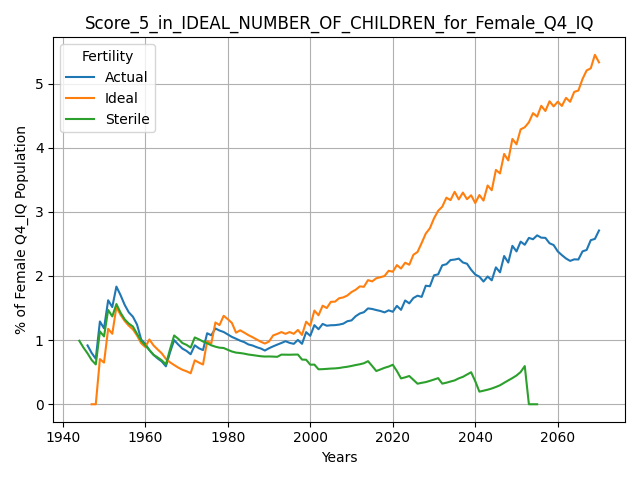 Score_5_in_IDEAL_NUMBER_OF_CHILDREN_for_Female_Q4_IQ
Fertility
Actual
Ideal
Sterile
% of Female Q4_IQ Population
5
4
3
2
1
0
1940 1960 1980 2000 2020 2040 2060
Years